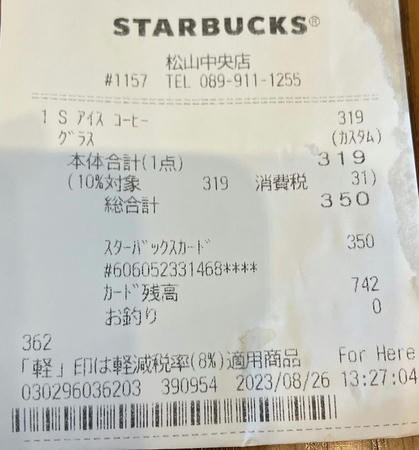 STARBUCKS®
松山中央店
#1157 TEL 089-911-1255
1 S ｱｲｽ ｺｰﾋｰ 319
ｸﾞﾗｽ (ｶｽﾀﾑ)
本体合計(1点) 319
(10%対象 319 消費税 31)
総合計 350
ｽﾀｰﾊﾞｯｸｽｶｰﾄﾞ 350
#606052331468****
ｶｰﾄﾞ残高 742
お釣り 0
362
「軽」印は軽減税率(8%)適用商品 For Here
030296036203 390954 2023/08/26 13:27:04